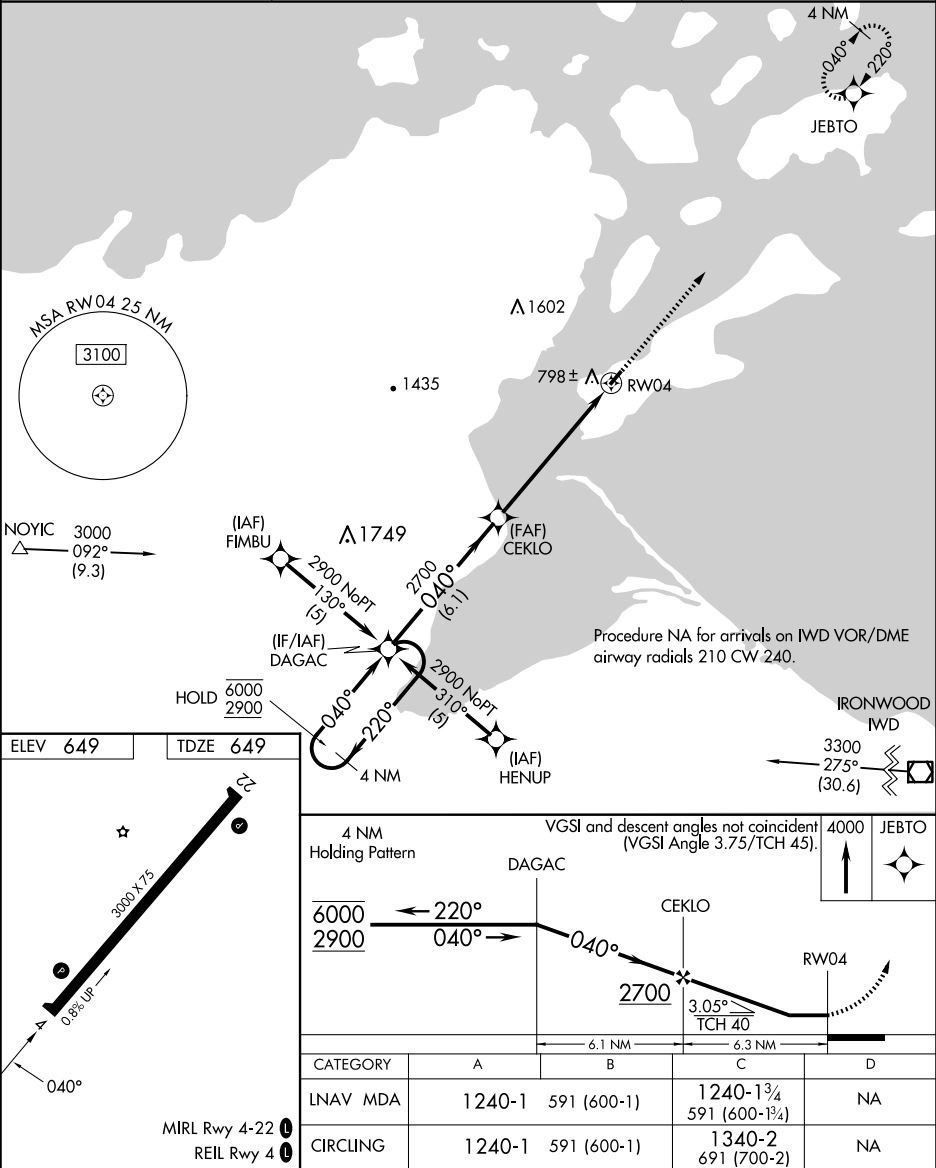 4 NM
040°
220°
JEBTO
MSA RW04 25 NM
3100
1602
798±
RW04
1435
NOYIC
3000
092°
(9.3)
(IAF)
FIMBU
1749
(FAF)
CEKLO
2900 NoPT
130°
(5)
2700
040°
(6.1)
(IF/IAF)
DAGAC
Procedure NA for arrivals on IWD VOR/DME
airway radials 210 CW 240.
2900 NoPT
310°
(5)
HOLD
6000
2900
040°
220°
4 NM
(IAF)
HENUP
IRONWOOD
IWD
3300
275°
(30.6)
ELEV 649
TDZE 649
22
3000 X 75
P
P
0.8% UP
4
040°
MIRL Rwy 4-22 L
REIL Rwy 4 L
4 NM
Holding Pattern
VGSI and descent angles not coincident
(VGSI Angle 3.75/TCH 45).
4000
JEBTO
DAGAC
6000
2900
220°
040°
040°
CEKLO
2700
3.05°
TCH 40
RW04
6.1 NM
6.3 NM
CATEGORY A B C D
LNAV MDA 1240-1 591 (600-1) 1240-1¾ 591 (600-1¾) NA
CIRCLING 1240-1 591 (600-1) 1340-2 691 (700-2) NA